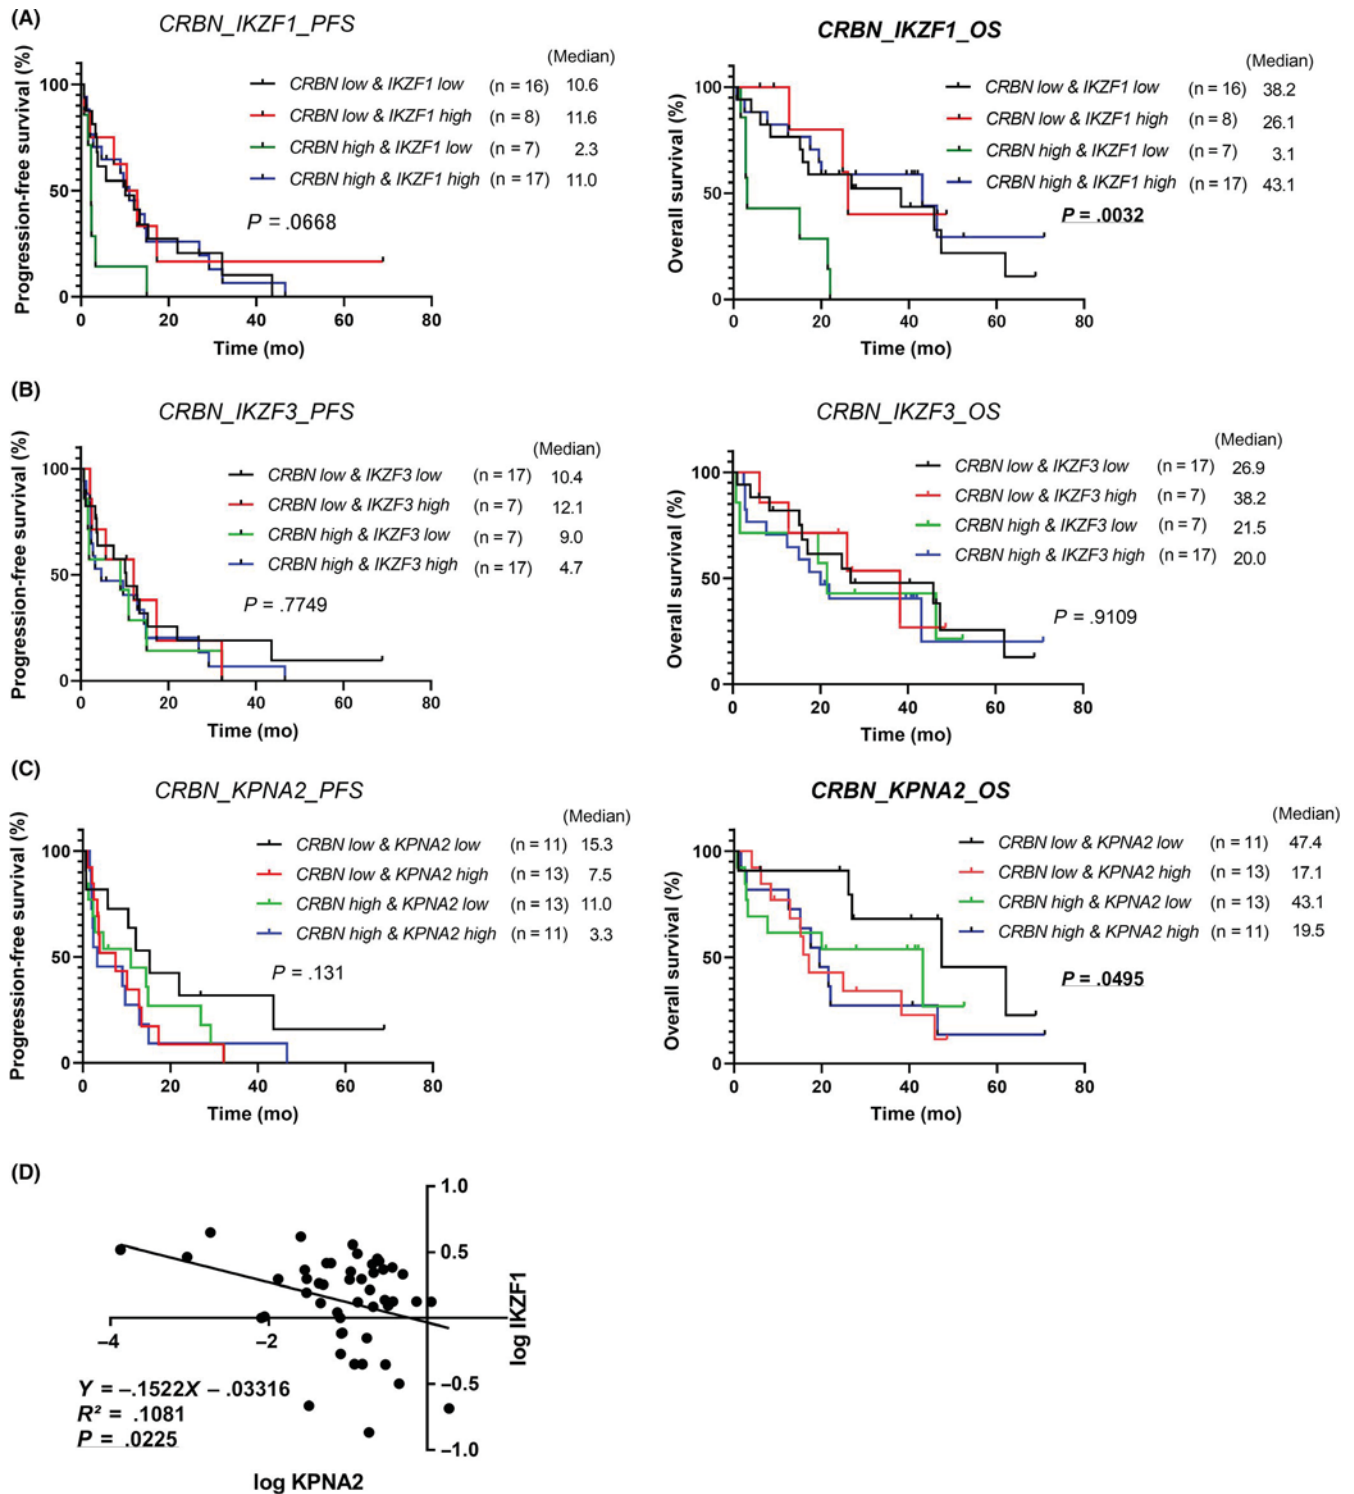 (A)
CRBN_IKZF1_PFS
(Median)
CRBN low & IKZF1 low (n = 16) 10.6
CRBN low & IKZF1 high (n = 8) 11.6
CRBN high & IKZF1 low (n = 7) 2.3
CRBN high & IKZF1 high (n = 17) 11.0
P = .0668
Progression-free survival (%)
100
50
0
0 20 40 60 80
Time (mo)
CRBN_IKZF1_OS
(Median)
CRBN low & IKZF1 low (n = 16) 38.2
CRBN low & IKZF1 high (n = 8) 26.1
CRBN high & IKZF1 low (n = 7) 3.1
CRBN high & IKZF1 high (n = 17) 43.1
P = .0032
Overall survival (%)
100
50
0
0 20 40 60 80
Time (mo)
(B)
CRBN_IKZF3_PFS
(Median)
CRBN low & IKZF3 low (n = 17) 10.4
CRBN low & IKZF3 high (n = 7) 12.1
CRBN high & IKZF3 low (n = 7) 9.0
CRBN high & IKZF3 high (n = 17) 4.7
P = .7749
Progression-free survival (%)
100
50
0
0 20 40 60 80
Time (mo)
CRBN_IKZF3_OS
(Median)
CRBN low & IKZF3 low (n = 17) 26.9
CRBN low & IKZF3 high (n = 7) 38.2
CRBN high & IKZF3 low (n = 7) 21.5
CRBN high & IKZF3 high (n = 17) 20.0
P = .9109
Overall survival (%)
100
50
0
0 20 40 60 80
Time (mo)
(C)
CRBN_KPNA2_PFS
(Median)
CRBN low & KPNA2 low (n = 11) 15.3
CRBN low & KPNA2 high (n = 13) 7.5
CRBN high & KPNA2 low (n = 13) 11.0
CRBN high & KPNA2 high (n = 11) 3.3
P = .131
Progression-free survival (%)
100
50
0
0 20 40 60 80
Time (mo)
CRBN_KPNA2_OS
(Median)
CRBN low & KPNA2 low (n = 11) 47.4
CRBN low & KPNA2 high (n = 13) 17.1
CRBN high & KPNA2 low (n = 13) 43.1
CRBN high & KPNA2 high (n = 11) 19.5
P = .0495
Overall survival (%)
100
50
0
0 20 40 60 80
Time (mo)
(D)
1.0
0.5
–0.5
–1.0
log IKZF1
–4 –2
Y = –.1522X – .03316
R² = .1081
P = .0225
log KPNA2